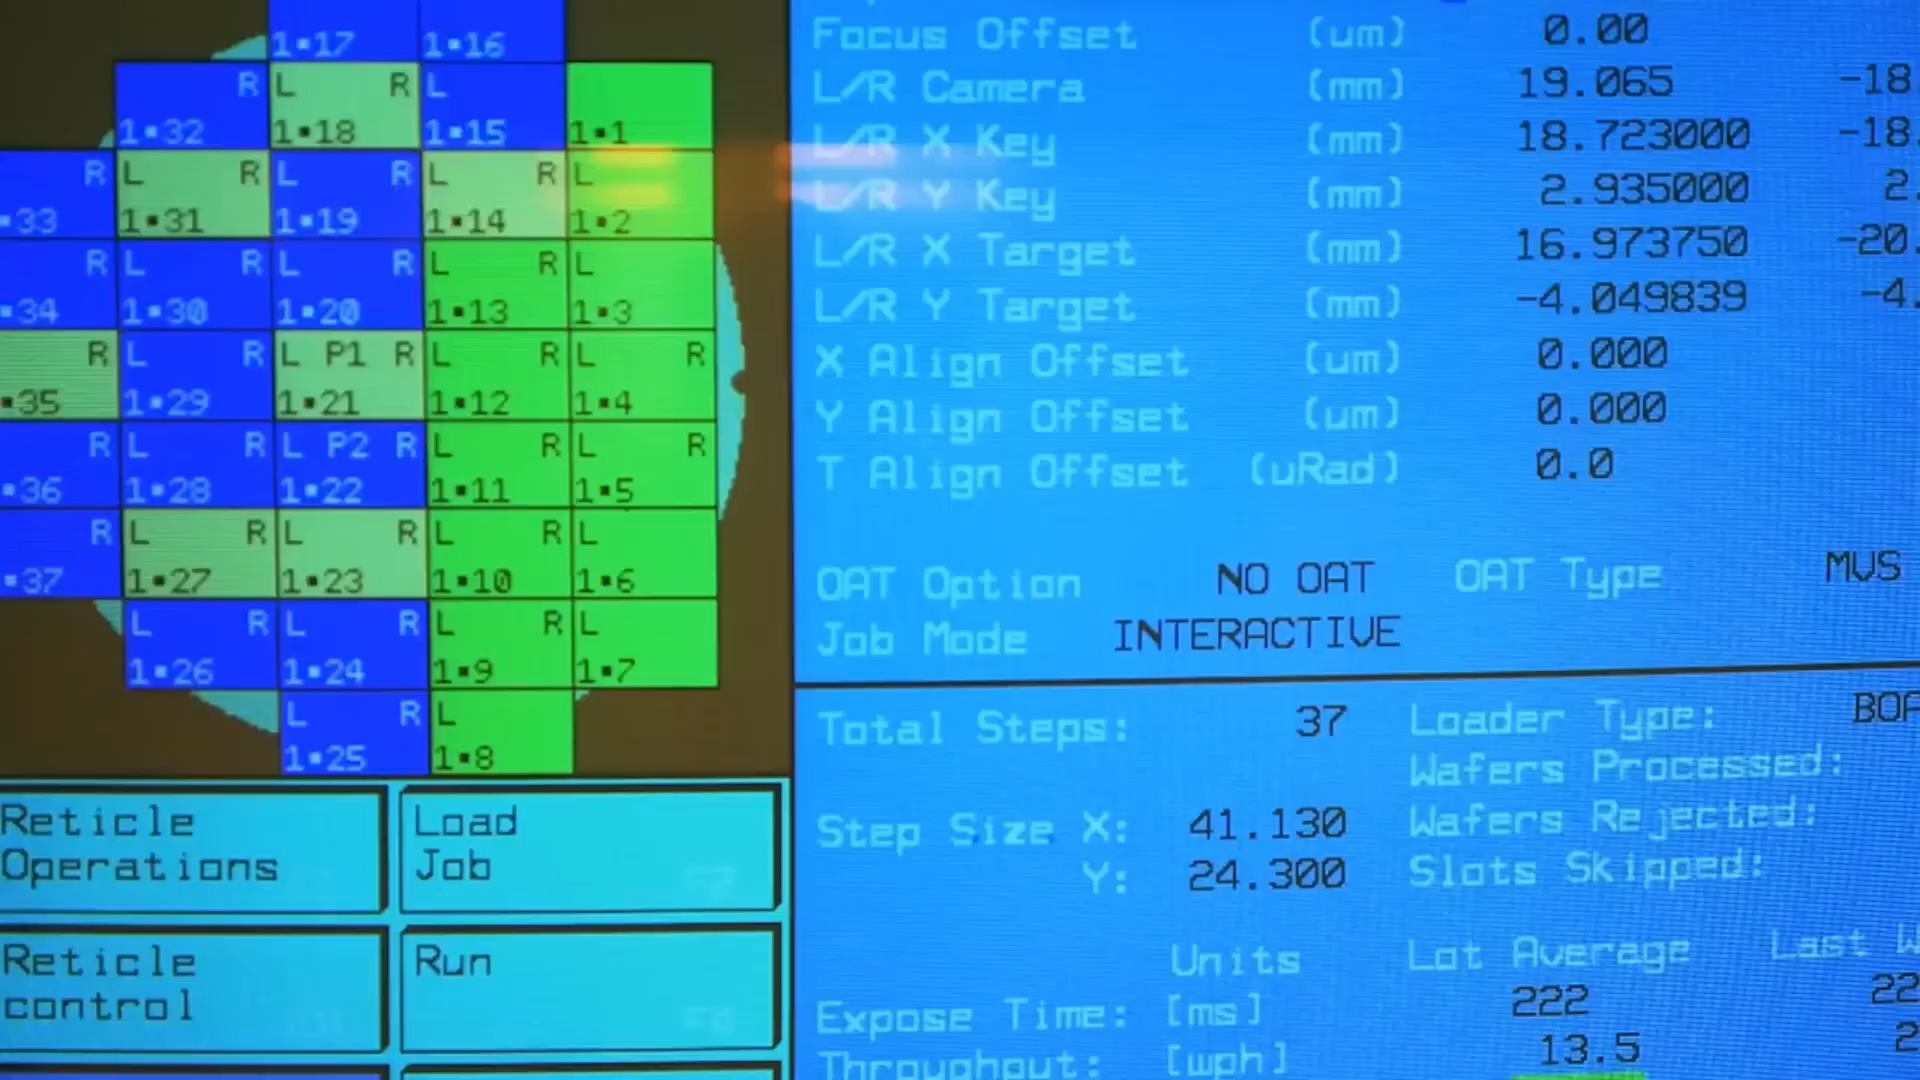 1▪17 1▪16
R L R L
1▪32 1▪18 1▪15 1▪1
R L R L R L R L
▪33 1▪31 1▪19 1▪14 1▪2
R L R L R L R L
▪34 1▪30 1▪20 1▪13 1▪3
R L R L P1 R L R L R
▪35 1▪29 1▪21 1▪12 1▪4
R L R L P2 R L R L R
▪36 1▪28 1▪22 1▪11 1▪5
R L R L R L R L
▪37 1▪27 1▪23 1▪10 1▪6
L R L R L R L
1▪26 1▪24 1▪9 1▪7
L R L
1▪25 1▪8
Reticle
Operations
Load
Job
Reticle
control
Run
Focus Offset (um) 0.00
L/R Camera (mm) 19.065 -18
L/R X Key (mm) 18.723000 -18.
L/R Y Key (mm) 2.935000 2.
L/R X Target (mm) 16.973750 -20.
L/R Y Target (mm) -4.049839 -4.
X Align Offset (um) 0.000
Y Align Offset (um) 0.000
T Align Offset (uRad) 0.0
OAT Option NO OAT OAT Type MVS
Job Mode INTERACTIVE
Total Steps: 37 Loader Type:
Wafers Processed:
Step Size X: 41.130 Wafers Rejected:
Y: 24.300 Slots Skipped:
Units Lot Average Last
Expose Time: [ms] 222 22
Throughput: [wph] 13.5 2